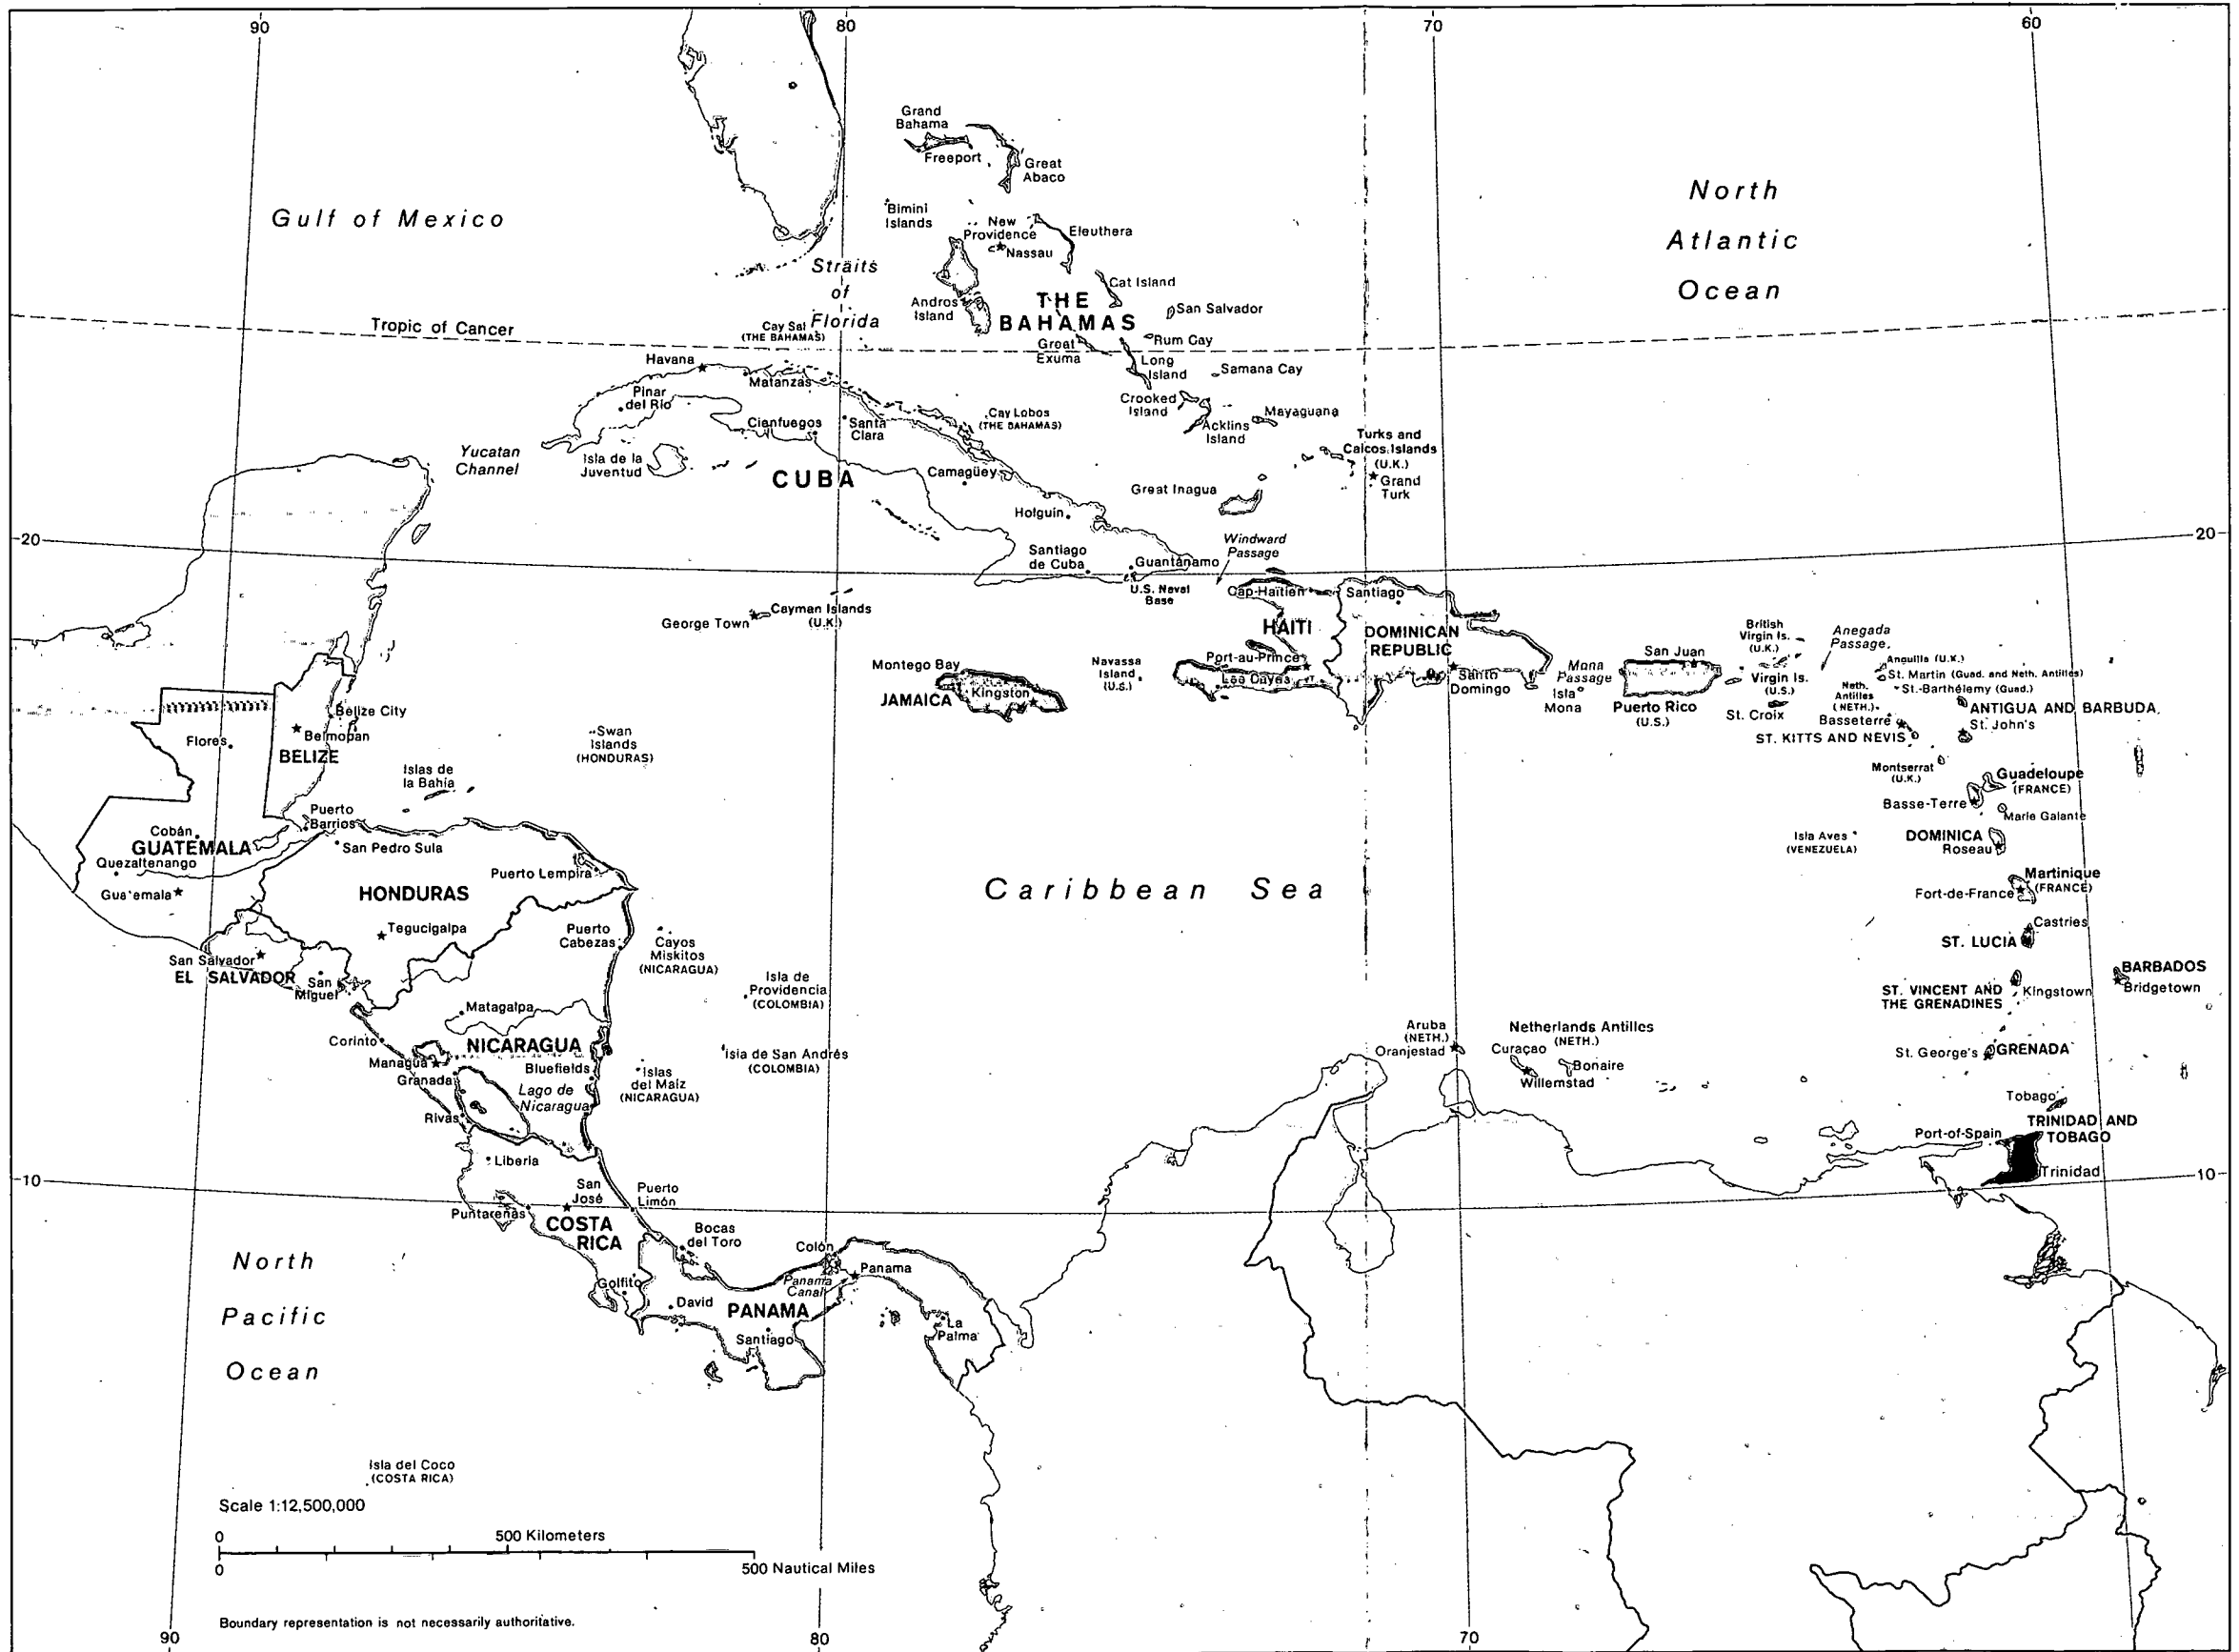 90
80
70
60
Grand
Bahama
Freeport
Great
Abaco
North
Atlantic
Ocean
Gulf of Mexico
Bimini
Islands
New
Providence
Nassau
Eleuthera
Straits
of
Florida
Cat Island
Andros
Island
THE
BAHAMAS
San Salvador
Tropic of Cancer
Cay Sal
(THE BAHAMAS)
Great
Exuma
Rum Cay
Long
Island
Samana Cay
Havana
Matanzas
Pinar
del Río
Cienfuegos
Santa
Clara
Cay Lobos
(THE BAHAMAS)
Crooked
Island
Acklins
Island
Mayaguana
Yucatan
Channel
Isla de la
Juventud
CUBA
Camagüey
Turks and
Caicos Islands
(U.K.)
Grand
Turk
Great Inagua
Holguin
20
20
Santiago
de Cuba
Guantánamo
U.S. Naval
Base
Windward
Passage
George Town
Cayman Islands
(U.K.)
Cap-Haïtien
Santiago
HAITI
DOMINICAN
REPUBLIC
Port-au-Prince
Les Cayes
Santo
Domingo
Montego Bay
JAMAICA
Kingston
Navassa
Island
(U.S.)
Mona
Passage
Isla
Mona
San Juan
Puerto Rico
(U.S.)
British
Virgin Is.
(U.K.)
Virgin Is.
(U.S.)
St. Croix
Anegada
Passage
Anguilla (U.K.)
St. Martin (Guad. and Neth. Antilles)
St.-Barthélemy (Guad.)
Neth.
Antilles
(NETH.)
Basseterre
ST. KITTS AND NEVIS
ANTIGUA AND BARBUDA
St. John's
Montserrat
(U.K.)
Guadeloupe
(FRANCE)
Basse-Terre
Marie Galante
Isla Aves
(VENEZUELA)
DOMINICA
Roseau
Martinique
(FRANCE)
Fort-de-France
Castries
ST. LUCIA
BARBADOS
Bridgetown
ST. VINCENT AND
THE GRENADINES
Kingstown
St. George's
GRENADA
Tobago
TRINIDAD AND
TOBAGO
Port-of-Spain
Trinidad
Flores
Belize City
Belmopan
BELIZE
Swan
Islands
(HONDURAS)
Islas de
la Bahía
Puerto
Barrios
Cobán
GUATEMALA
Quezaltenango
Gua'emala
San Pedro Sula
Puerto Lempira
HONDURAS
Tegucigalpa
Caribbean Sea
San Salvador
EL SALVADOR
San
Miguel
Puerto
Cabezas
Cayos
Miskitos
(NICARAGUA)
Isla de
Providencia
(COLOMBIA)
Matagalpa
Corinto
NICARAGUA
Managua
Granada
Bluefields
Isla de San Andrés
(COLOMBIA)
Islas
del Maíz
(NICARAGUA)
Lago de
Nicaragua
Rivas
Aruba
(NETH.)
Oranjestad
Netherlands Antilles
(NETH.)
Curaçao
Bonaire
Willemstad
10
10
Liberia
San
José
Puerto
Limón
Puntarenas
COSTA
RICA
Bocas
del Toro
Colón
Panama
Canal
Panama
Golfito
David
PANAMA
Santiago
La
Palma
North
Pacific
Ocean
Isla del Coco
(COSTA RICA)
Scale 1:12,500,000
0
500 Kilometers
0
500 Nautical Miles
Boundary representation is not necessarily authoritative.
90
80
70